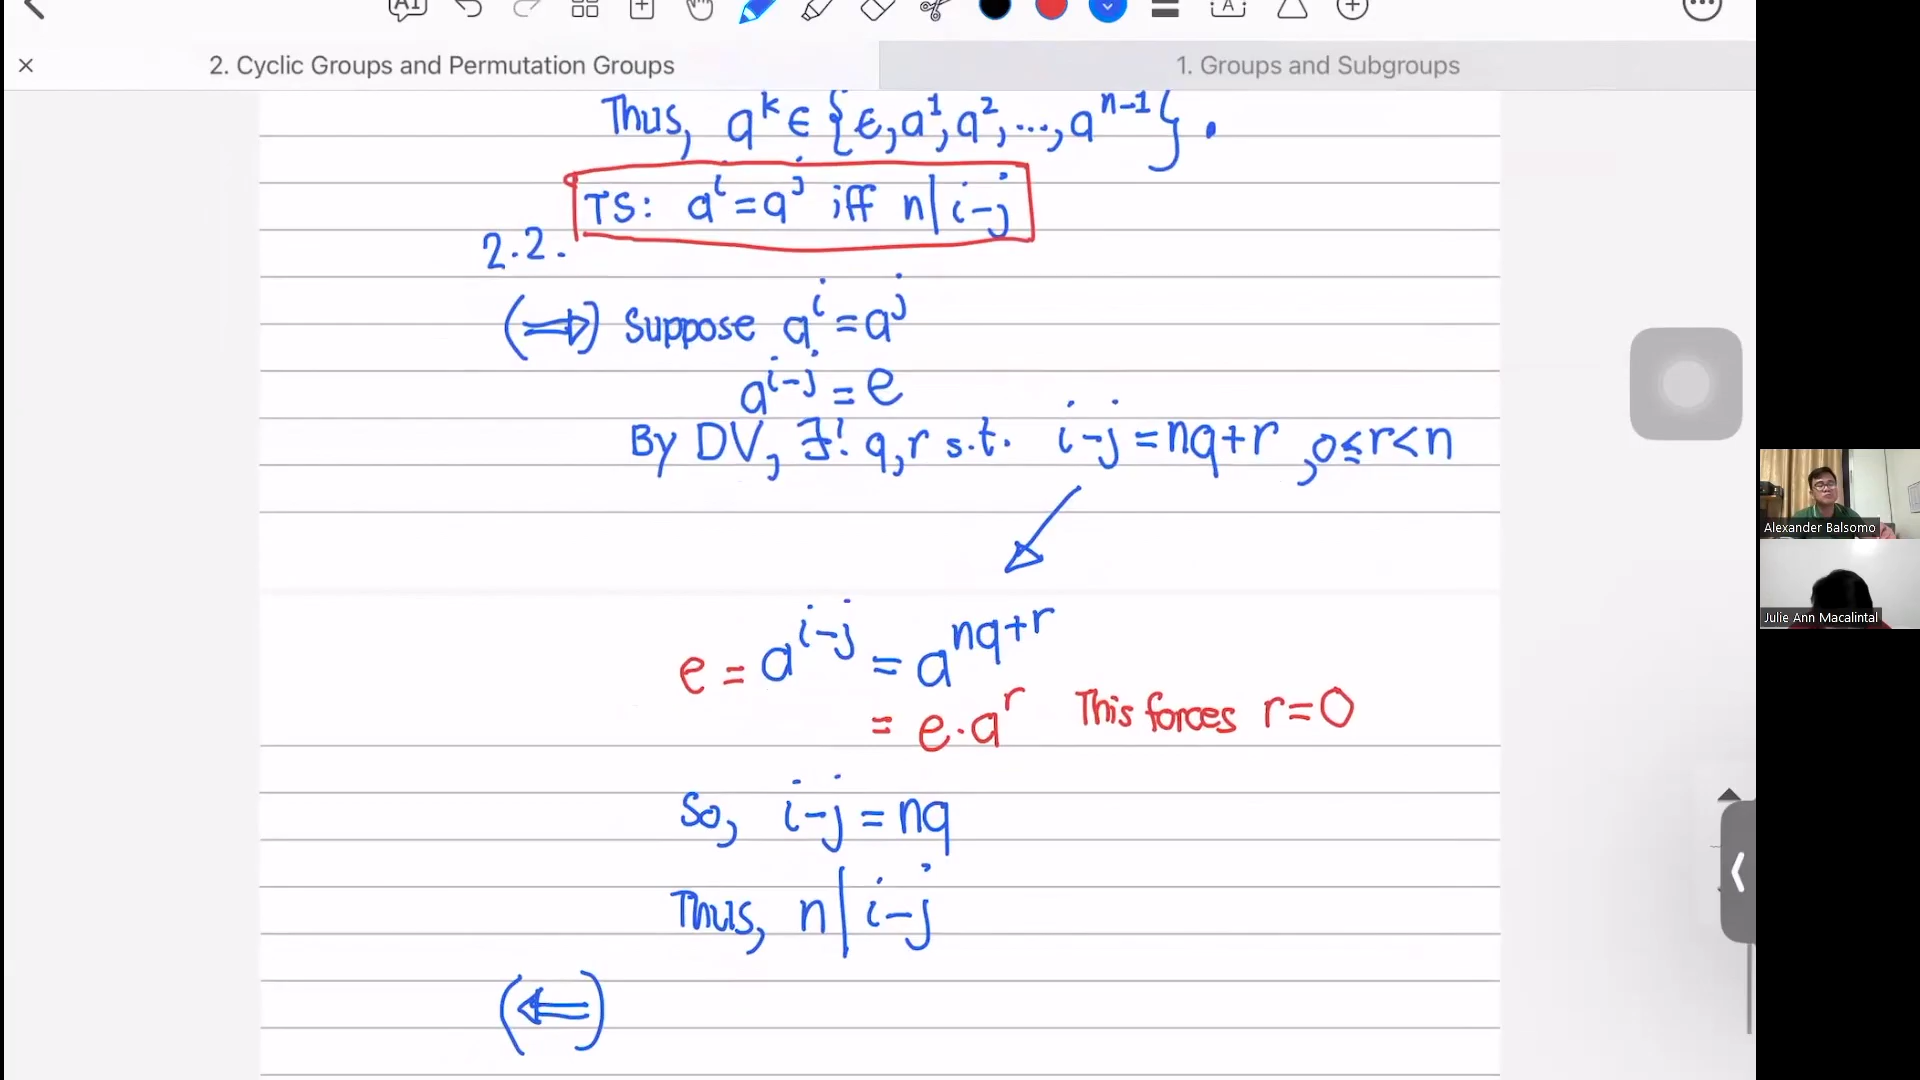 2. Cyclic Groups and Permutation Groups
1. Groups and Subgroups
Thus, a^k ∈ {e, a^1, a^2, ..., a^{n-1}}.
TS: a^i = a^j iff n | i-j
2.2.
(⟹) Suppose a^i = a^j
a^{i-j} = e
By DV, ∃! q, r s.t. i-j = nq+r, 0≤r<n
e = a^{i-j} = a^{nq+r}
= e·a^r This forces r=0
So, i-j = nq
Thus, n | i-j
(⟸)
Alexander Balsomo
Julie Ann Macalintal